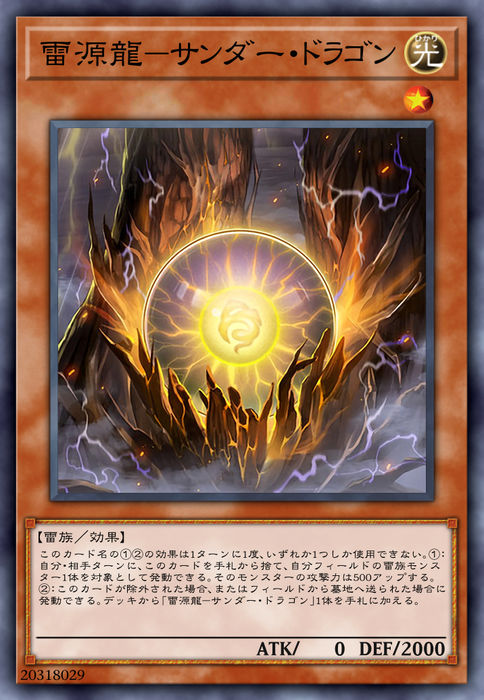 雷源龍－サンダー・ドラゴン
ひかり
光
【雷族／効果】
このカード名の①②の効果は1ターンに1度、いずれか1つしか使用できない。①：
自分・相手ターンに、このカードを手札から捨て、自分フィールドの雷族モンス
ター1体を対象として発動できる。そのモンスターの攻撃力は500アップする。
②：このカードが除外された場合、またはフィールドから墓地へ送られた場合に
発動できる。デッキから「雷源龍－サンダー・ドラゴン」1体を手札に加える。
ATK/ 0 DEF/2000
20318029